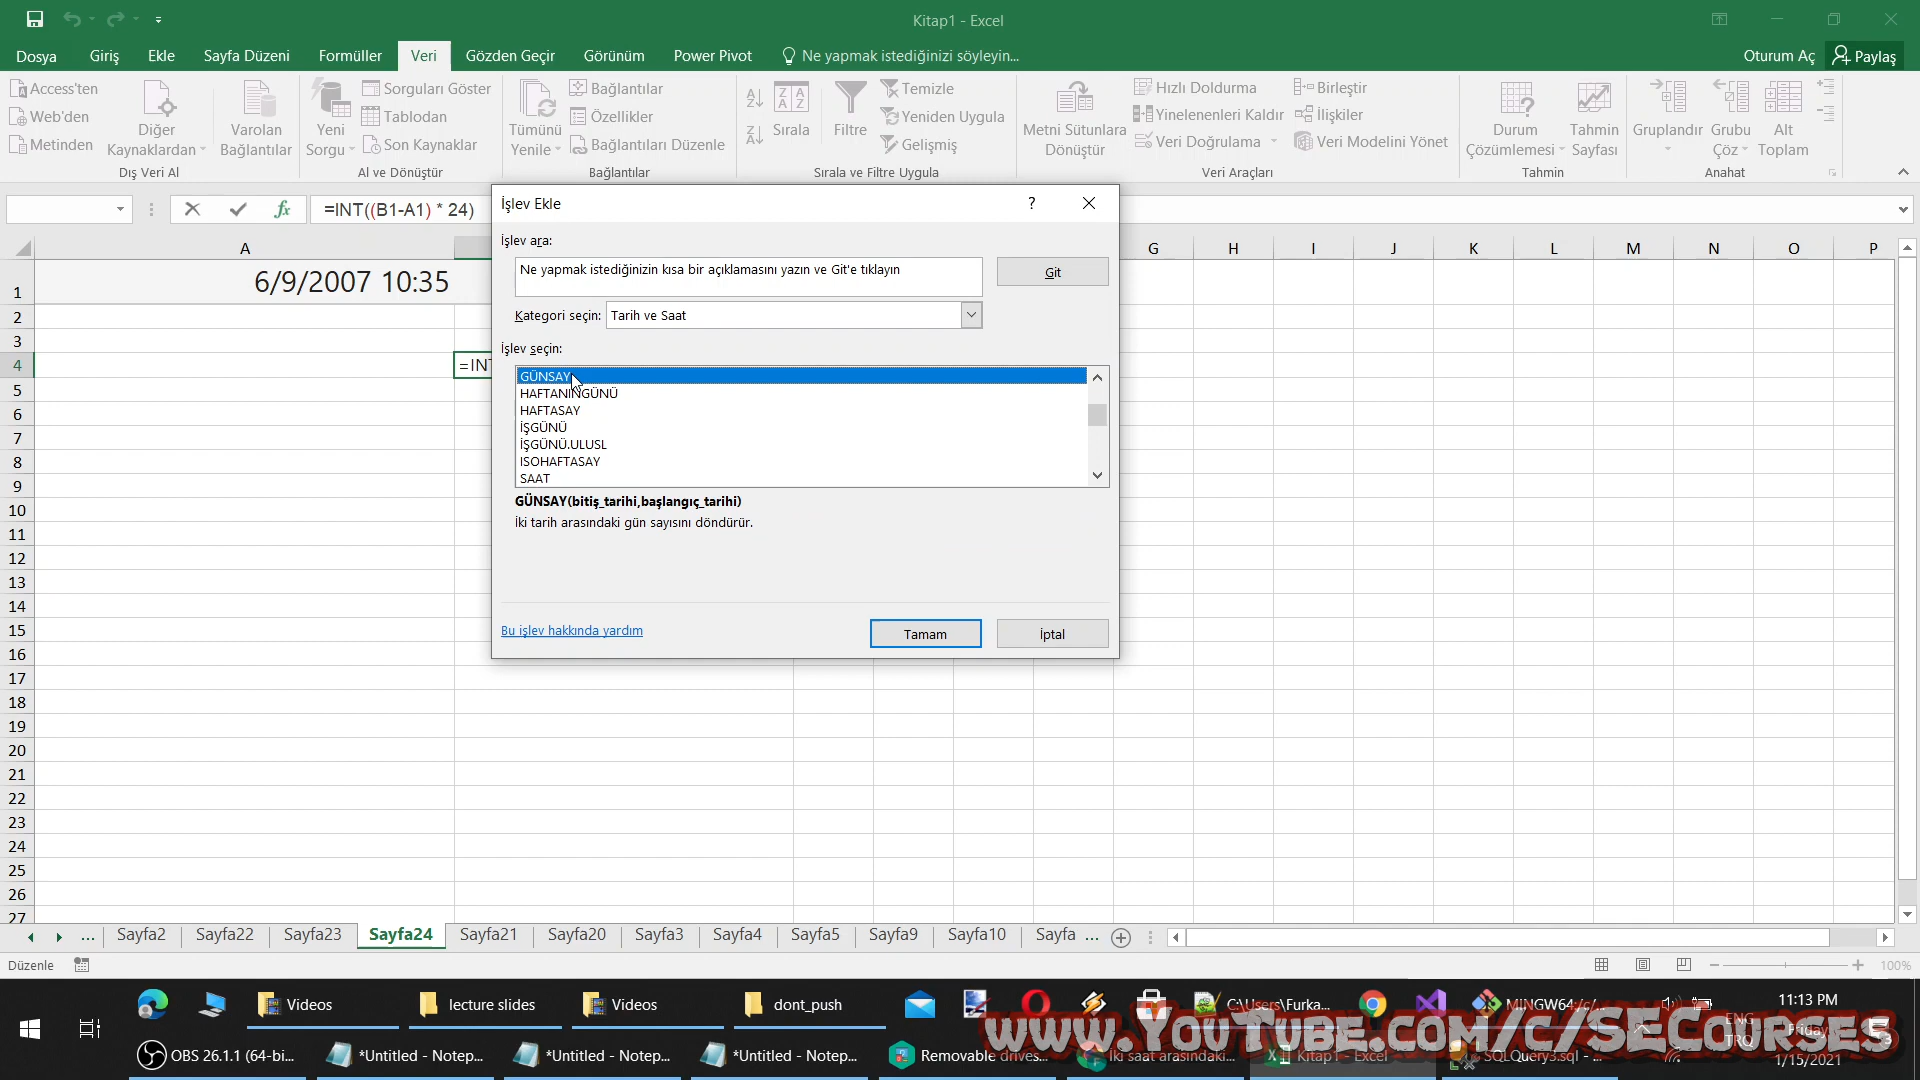 Kitap1 - Excel
Dosya Giriş Ekle Sayfa Düzeni Formüller Veri Gözden Geçir Görünüm Power Pivot Ne yapmak istediğinizi söyleyin... Oturum Aç Paylaş
Access'ten
Web'den
Metinden
Diğer
Kaynaklardan
Varolan
Bağlantılar
Dış Veri Al
Yeni
Sorgu
Sorguları Göster
Tablodan
Son Kaynaklar
Al ve Dönüştür
Tümünü
Yenile
Bağlantılar
Özellikler
Bağlantıları Düzenle
Bağlantılar
Sırala
Filtre
Temizle
Yeniden Uygula
Gelişmiş
Sırala ve Filtre Uygula
Metni Sütunlara
Dönüştür
Hızlı Doldurma
Yinelenenleri Kaldır
Veri Doğrulama
Birleştir
İlişkiler
Veri Modelini Yönet
Veri Araçları
Durum
Çözümlemesi
Tahmin
Sayfası
Tahmin
Gruplandır
Grubu
Çöz
Alt
Toplam
Anahat
fx =INT((B1-A1) * 24)
A G H I J K L M N O P
1 6/9/2007 10:35
2
3
4 =INT
5
6
7
8
9
10
11
12
13
14
15
16
17
18
19
20
21
22
23
24
25
26
27
İşlev Ekle ?
İşlev ara:
Ne yapmak istediğinizin kısa bir açıklamasını yazın ve Git'e tıklayın
Git
Kategori seçin: Tarih ve Saat
İşlev seçin:
GÜNSAY
HAFTANINGÜNÜ
HAFTASAY
İŞGÜNÜ
İŞGÜNÜ.ULUSL
ISOHAFTASAY
SAAT
GÜNSAY(bitiş_tarihi,başlangıç_tarihi)
İki tarih arasındaki gün sayısını döndürür.
Bu işlev hakkında yardım
Tamam İptal
... Sayfa2 Sayfa22 Sayfa23 Sayfa24 Sayfa21 Sayfa20 Sayfa3 Sayfa4 Sayfa5 Sayfa9 Sayfa10 Sayfa ...
Düzenle 100%
Videos lecture slides Videos dont_push C:\Users\Furka... MINGW64:/c/... 11:13 PM
ENG Friday
OBS 26.1.1 (64-bi... *Untitled - Notep... *Untitled - Notep... *Untitled - Notep... Removable drives... İki saat arasındaki... Kitap1 - Excel SQLQuery3.sql - ... TRQ 1/15/2021
www.YouTube.com/c/SECourses